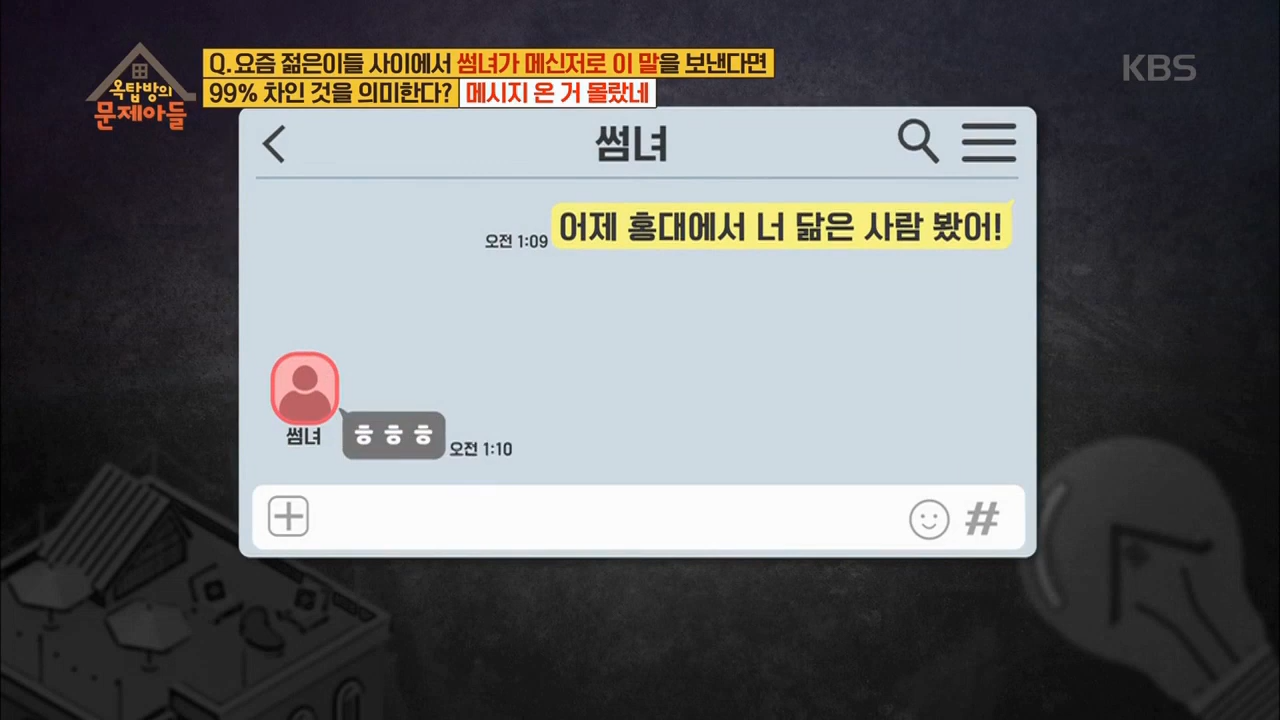 옥탑방의
문제아들
Q.요즘 젊은이들 사이에서 썸녀가 메신저로 이 말을 보낸다면
99% 차인 것을 의미한다? 메시지 온 거 몰랐네
KBS
썸녀
오전 1:09 어제 홍대에서 너 닮은 사람 봤어!
썸녀
ㅎㅎㅎ 오전 1:10
#